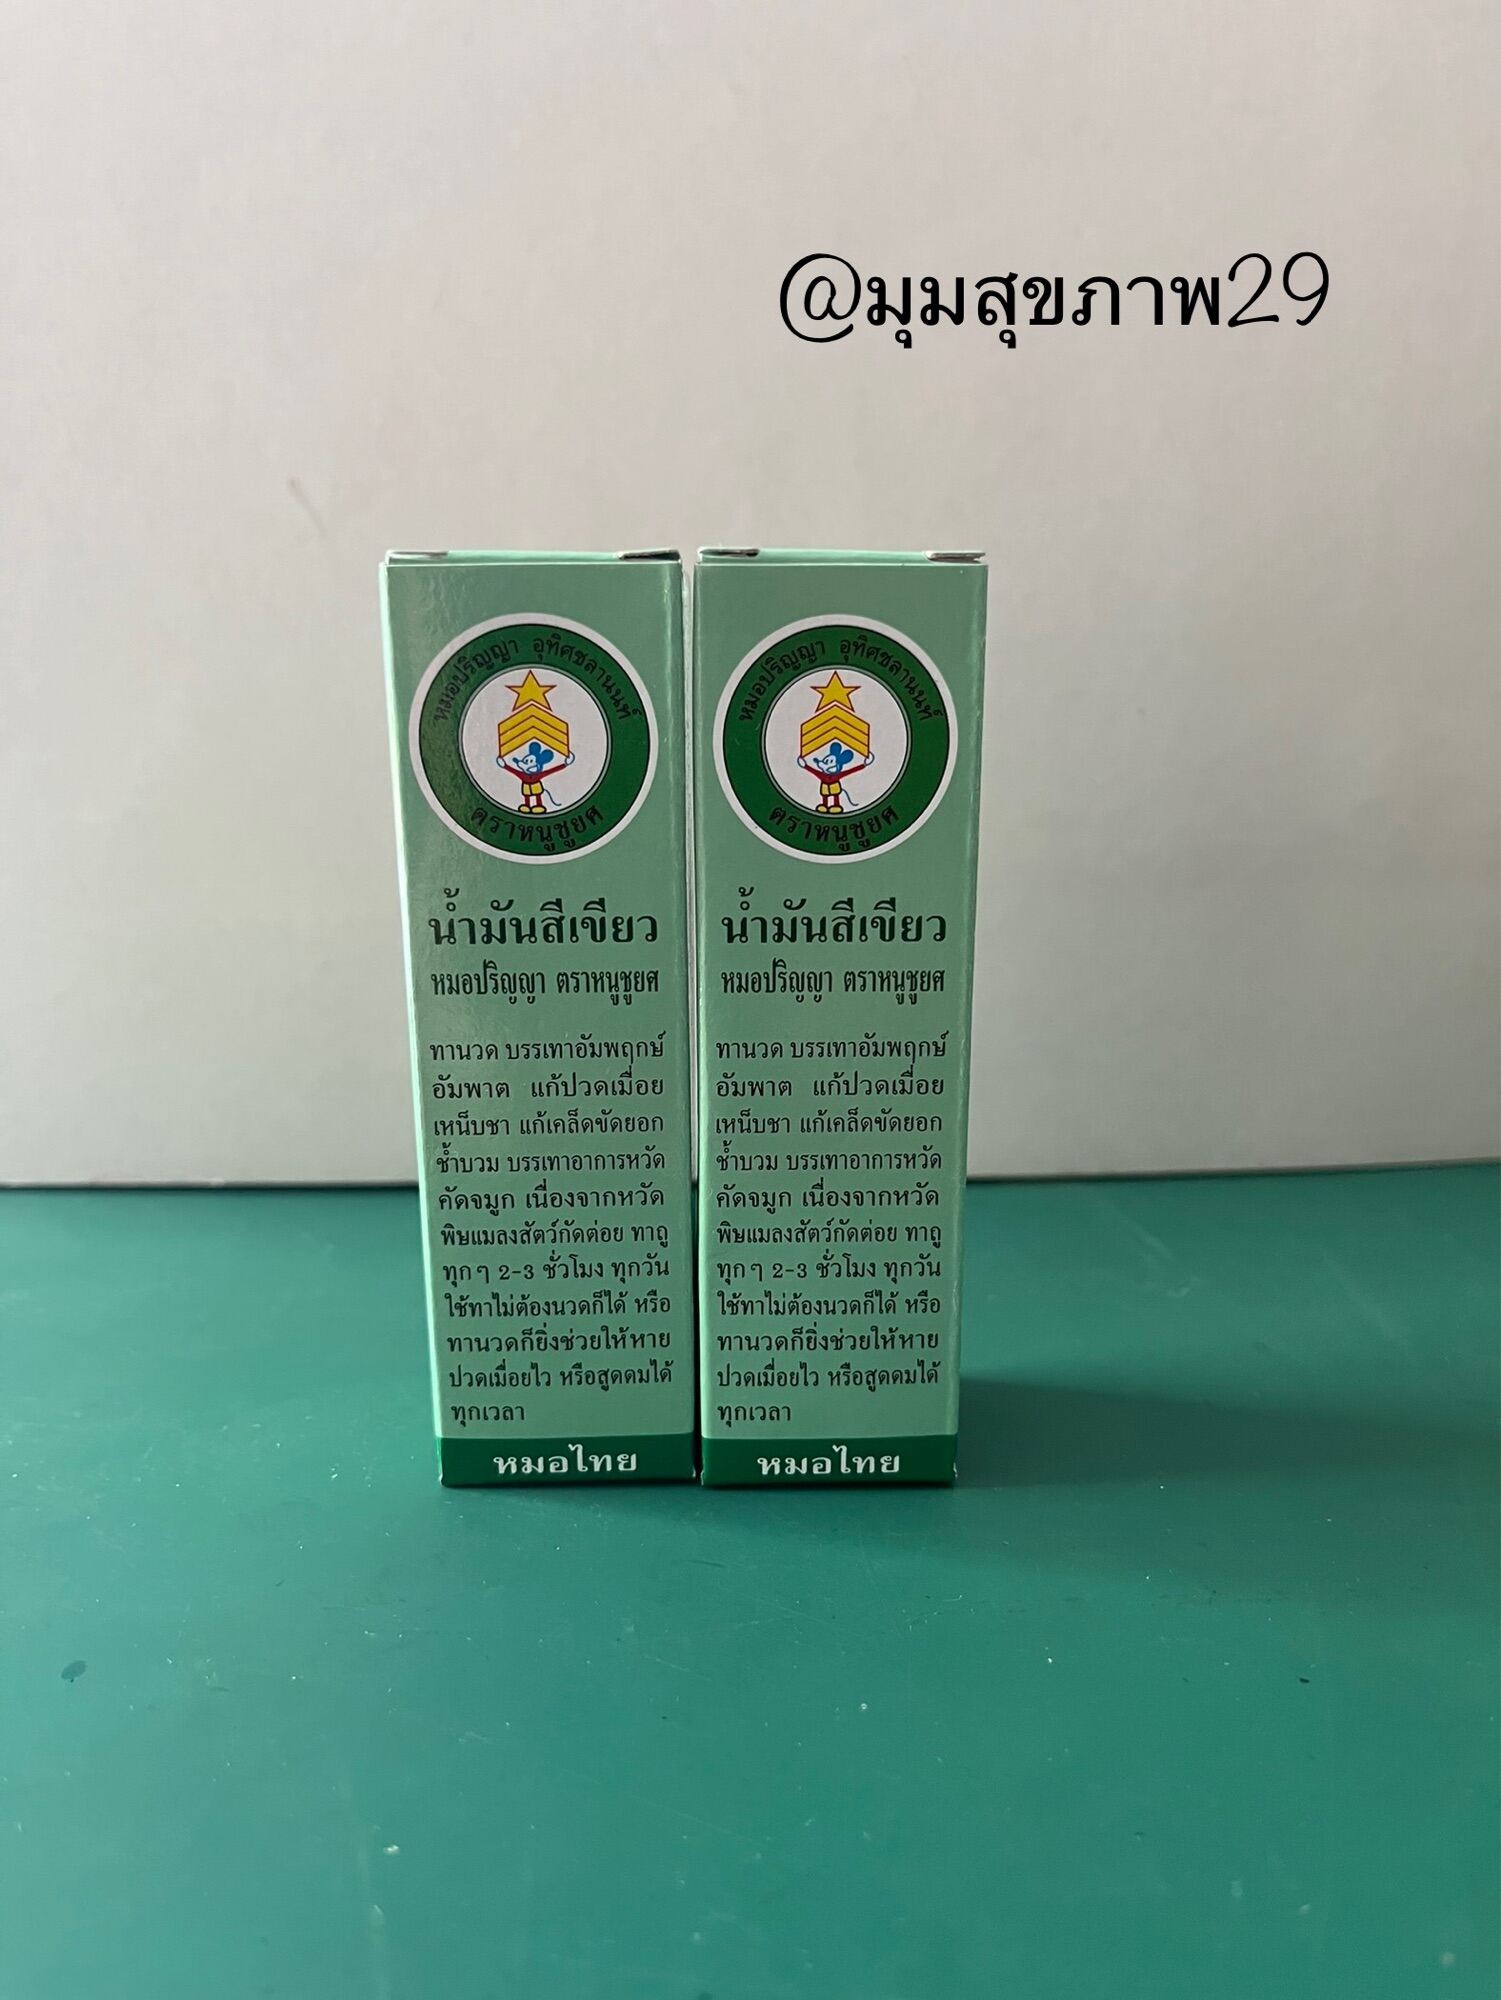 @มุมสุขภาพ29
หมอปริญญา อุทิศชลานนท์
ตราหนูชูยศ
น้ำมันสีเขียว
หมอปริญญา ตราหนูชูยศ
ทานวด บรรเทาอัมพฤกษ์
อัมพาต แก้ปวดเมื่อย
เหน็บชา แก้เคล็ดขัดยอก
ช้ำบวม บรรเทาอาการหวัด
คัดจมูก เนื่องจากหวัด
พิษแมลงสัตว์กัดต่อย ทาถู
ทุกๆ 2-3 ชั่วโมง ทุกวัน
ใช้ทาไม่ต้องนวดก็ได้ หรือ
ทานวดก็ยิ่งช่วยให้หาย
ปวดเมื่อยไว หรือสูดดมได้
ทุกเวลา
หมอไทย
หมอปริญญา อุทิศชลานนท์
ตราหนูชูยศ
น้ำมันสีเขียว
หมอปริญญา ตราหนูชูยศ
ทานวด บรรเทาอัมพฤกษ์
อัมพาต แก้ปวดเมื่อย
เหน็บชา แก้เคล็ดขัดยอก
ช้ำบวม บรรเทาอาการหวัด
คัดจมูก เนื่องจากหวัด
พิษแมลงสัตว์กัดต่อย ทาถู
ทุกๆ 2-3 ชั่วโมง ทุกวัน
ใช้ทาไม่ต้องนวดก็ได้ หรือ
ทานวดก็ยิ่งช่วยให้หาย
ปวดเมื่อยไว หรือสูดดมได้
ทุกเวลา
หมอไทย